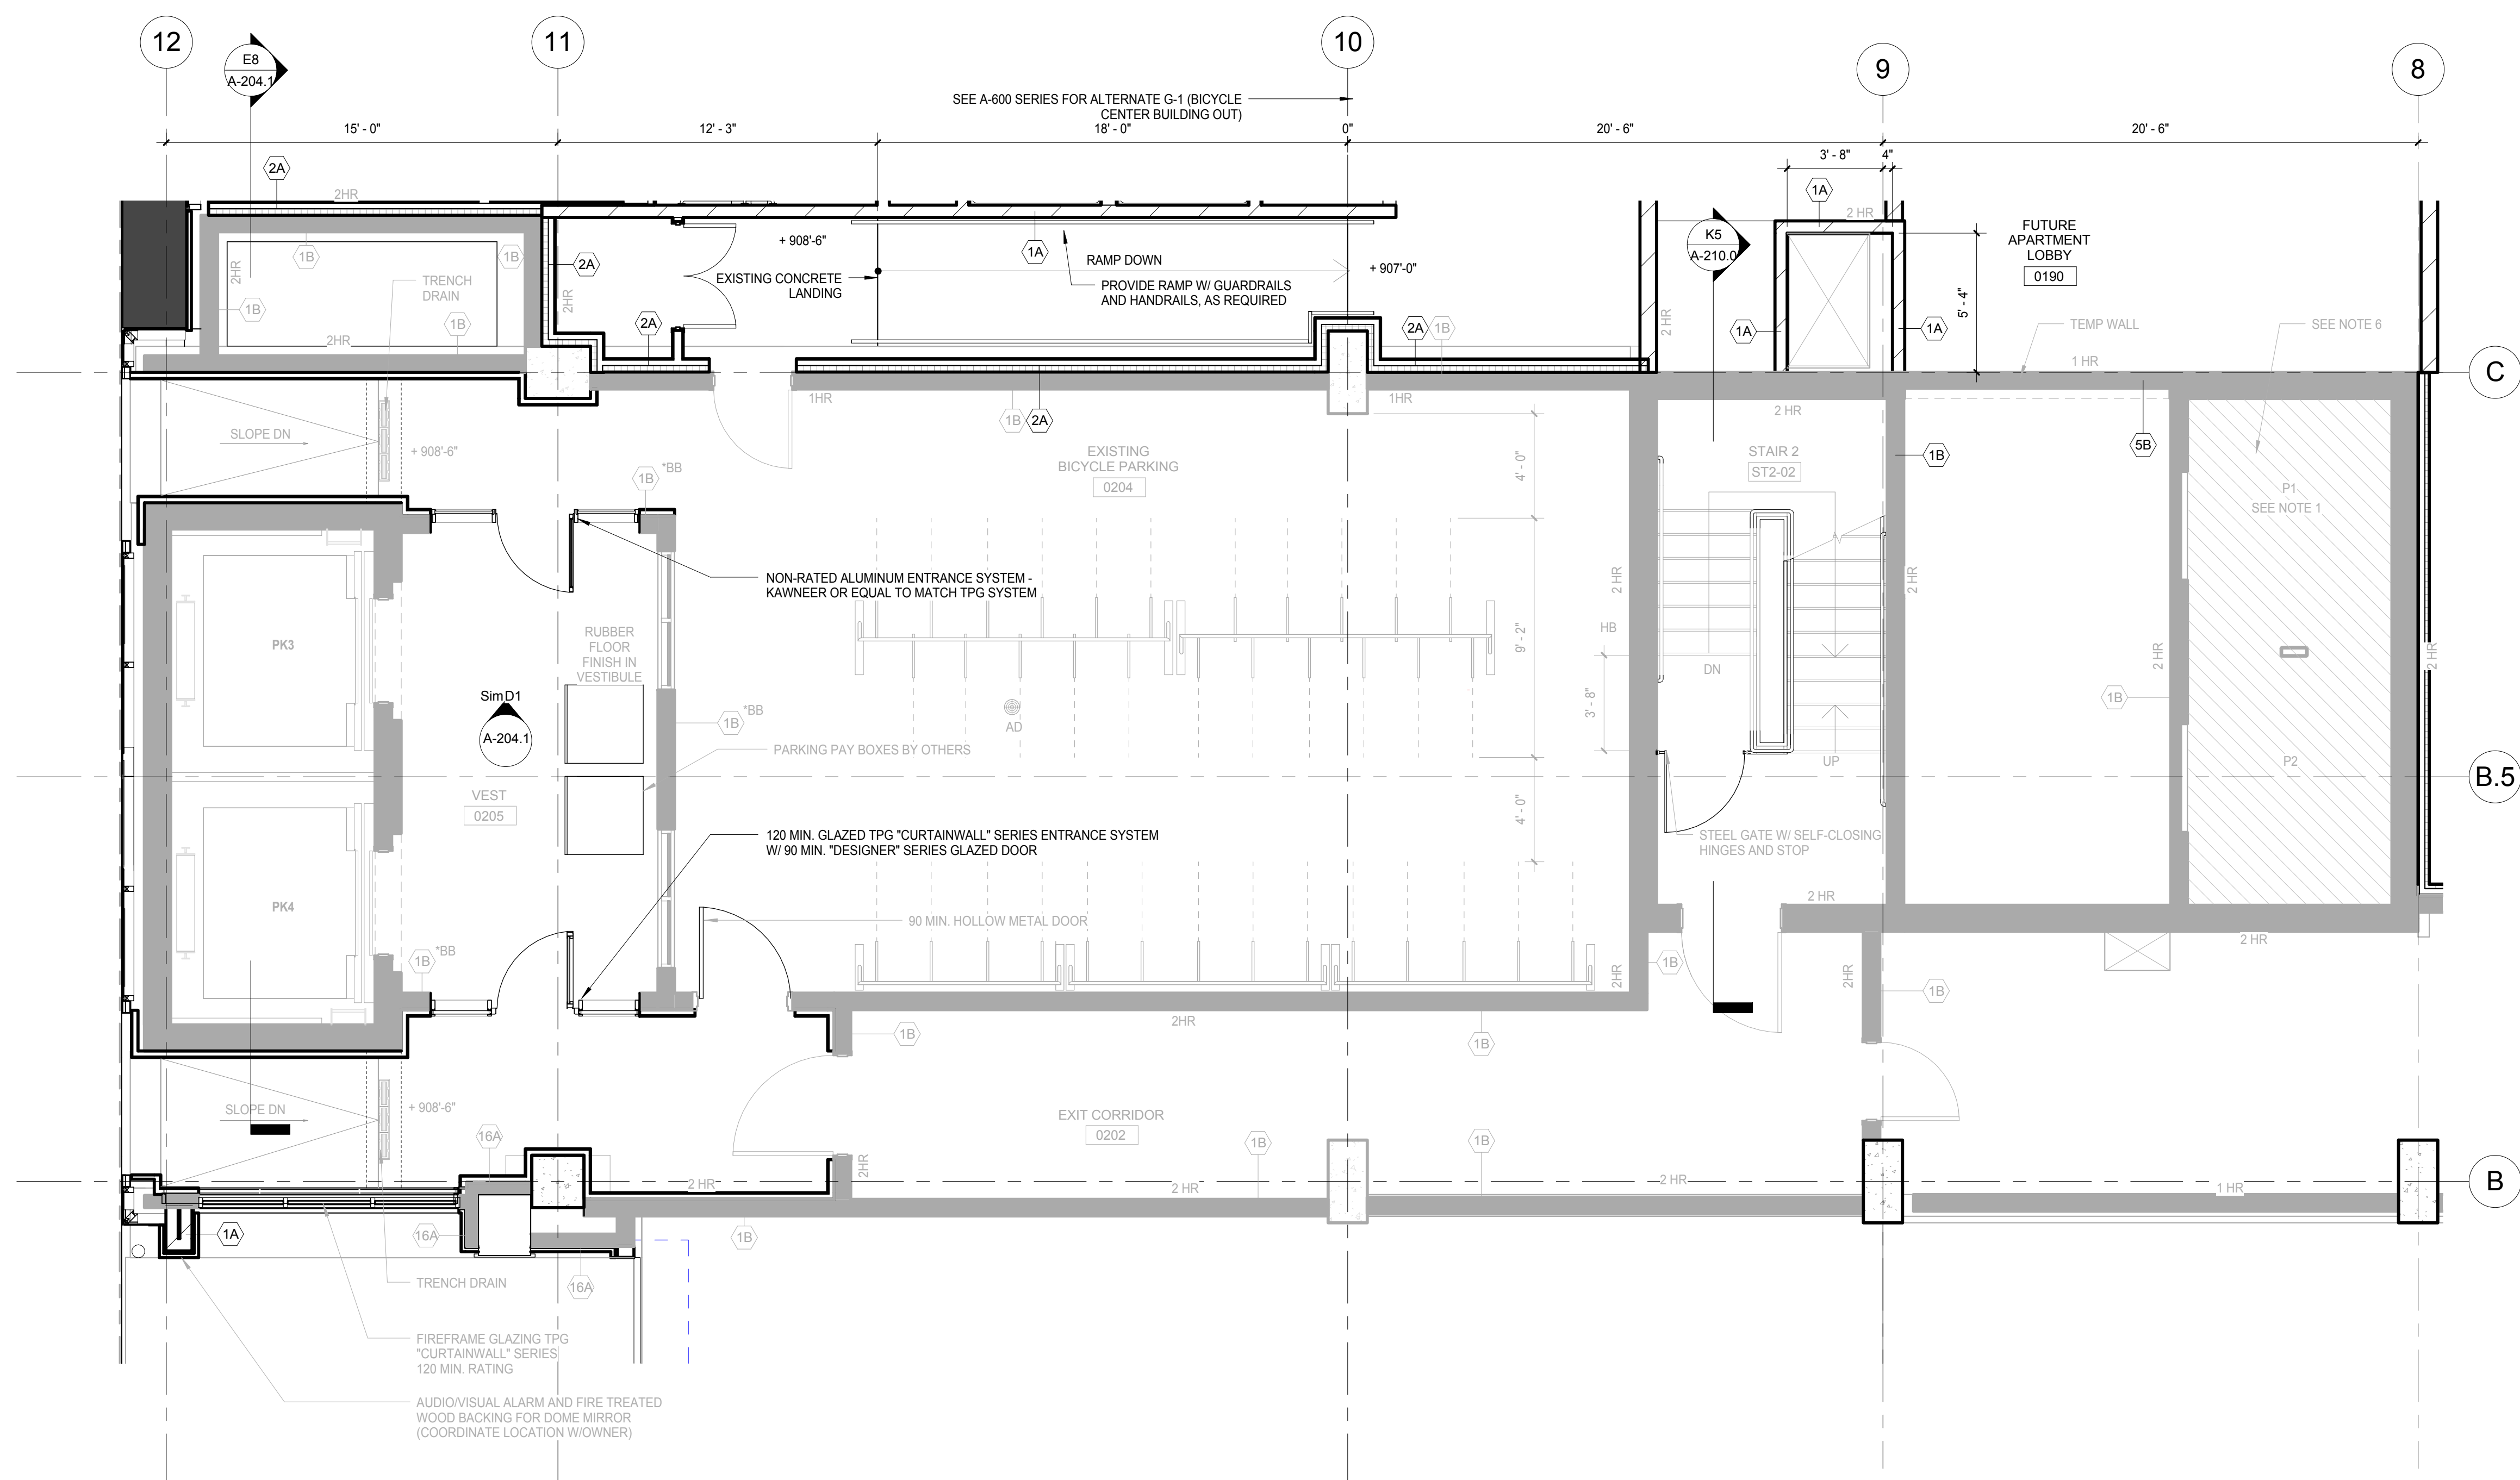 12
E8
A-204.1
11
10
9
8
SEE A-600 SERIES FOR ALTERNATE G-1 (BICYCLE
CENTER BUILDING OUT)
15' - 0"
12' - 3"
18' - 0"
0"
20' - 6"
20' - 6"
3' - 8"
4"
2A
2HR
1A
2 HR
FUTURE
APARTMENT
LOBBY
0190
K5
A-210.0
+ 908'-6"
1A
RAMP DOWN
+ 907'-0"
1B
1B
2HR
2A
2HR
TRENCH
DRAIN
EXISTING CONCRETE
LANDING
PROVIDE RAMP W/ GUARDRAILS
AND HANDRAILS, AS REQUIRED
5' - 4"
1B
1B
2HR
2A
2A
1B
2 HR
1A
1A
TEMP WALL
SEE NOTE 6
1 HR
C
1HR
1B
2A
1HR
2 HR
SLOPE DN
+ 908'-6"
EXISTING
BICYCLE PARKING
0204
4' - 0"
STAIR 2
ST2-02
1B
5B
1B
*BB
P1
SEE NOTE 1
NON-RATED ALUMINUM ENTRANCE SYSTEM -
KAWNEER OR EQUAL TO MATCH TPG SYSTEM
2 HR
2 HR
PK3
RUBBER
FLOOR
FINISH IN
VESTIBULE
9' - 2"
HB
DN
2 HR
2 HR
Sim
D1
A-204.1
1B
*BB
AD
3' - 8"
1B
PARKING PAY BOXES BY OTHERS
UP
P2
B.5
VEST
0205
4' - 0"
120 MIN. GLAZED TPG "CURTAINWALL" SERIES ENTRANCE SYSTEM
W/ 90 MIN. "DESIGNER" SERIES GLAZED DOOR
STEEL GATE W/ SELF-CLOSING
HINGES AND STOP
PK4
90 MIN. HOLLOW METAL DOOR
2 HR
2 HR
1B
*BB
2HR
1B
2HR
1B
2HR
1B
1B
SLOPE DN
+ 908'-6"
EXIT CORRIDOR
0202
16A
1B
1B
2HR
2 HR
2 HR
2 HR
1 HR
B
1A
16A
1B
16A
TRENCH DRAIN
FIREFRAME GLAZING TPG
"CURTAINWALL" SERIES
120 MIN. RATING
AUDIO/VISUAL ALARM AND FIRE TREATED
WOOD BACKING FOR DOME MIRROR
(COORDINATE LOCATION W/OWNER)